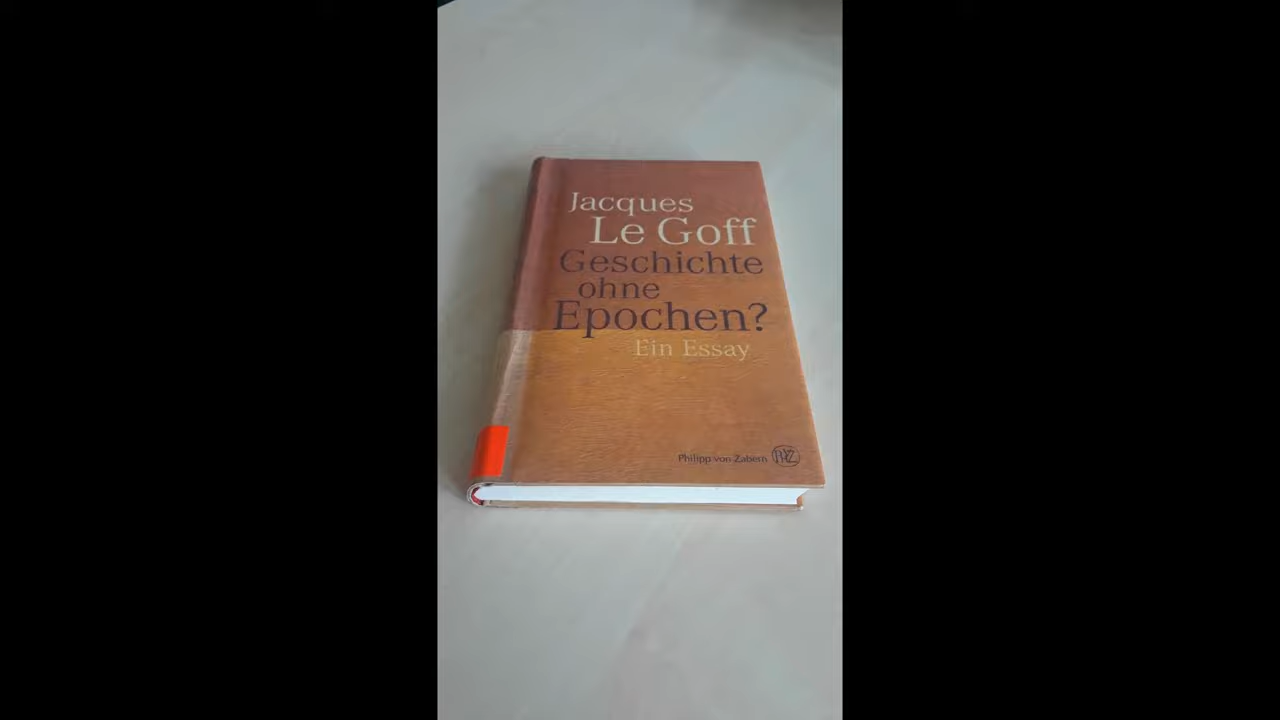 Jacques
Le Goff
Geschichte
ohne
Epochen?
Ein Essay
Philipp von Zabern